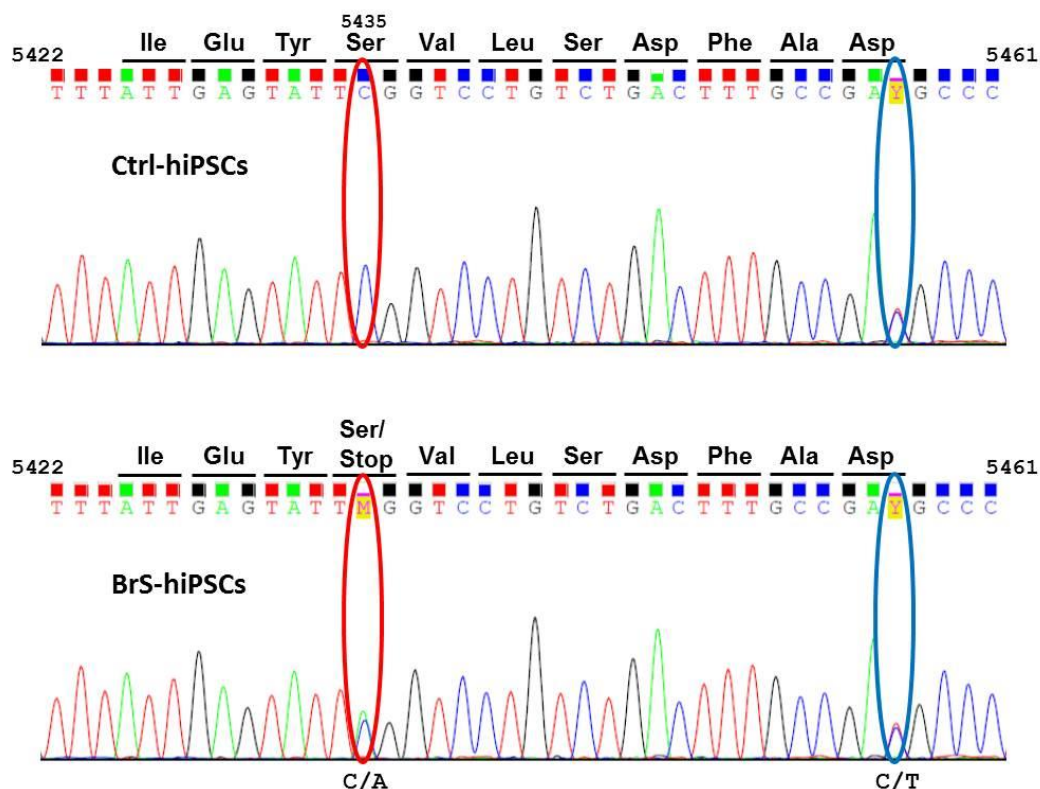 5435
5422 Ile Glu Tyr Ser Val Leu Ser Asp Phe Ala Asp 5461
T T T A T T G A G T A T T C G G T C C T G T C T G A C T T T G C C G A Y G C C C
Ctrl-hiPSCs
Ser/
5422 Ile Glu Tyr Stop Val Leu Ser Asp Phe Ala Asp 5461
T T T A T T G A G T A T T M G G T C C T G T C T G A C T T T G C C G A Y G C C C
BrS-hiPSCs
C/A C/T